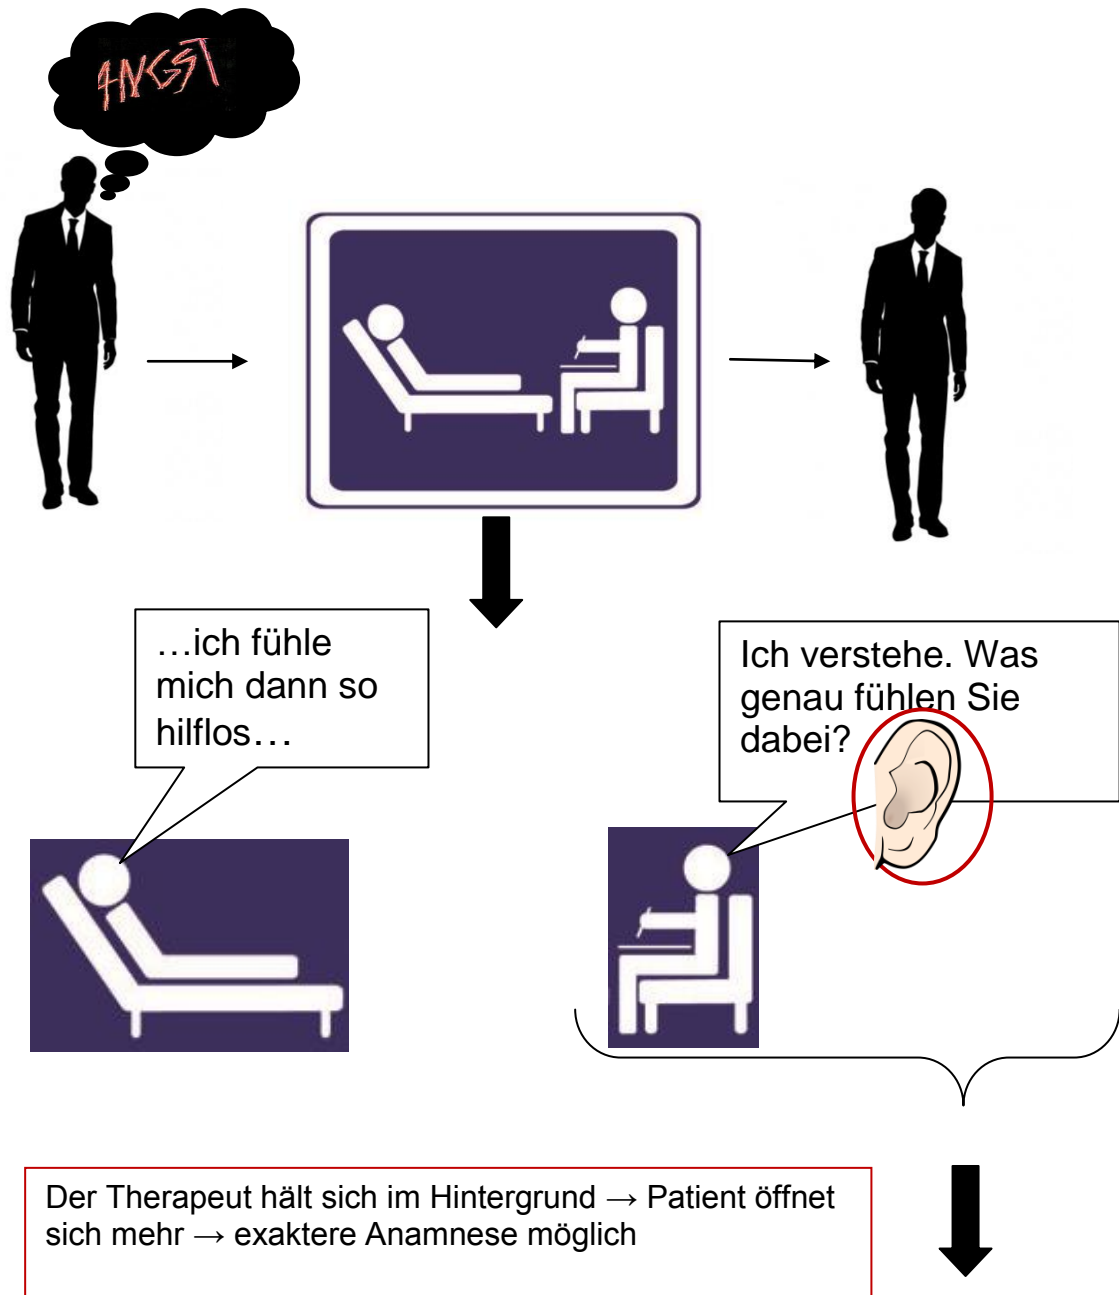 ANGST
…ich fühle
mich dann so
hilflos…
Ich verstehe. Was
genau fühlen Sie
dabei?
Der Therapeut hält sich im Hintergrund → Patient öffnet
sich mehr → exaktere Anamnese möglich